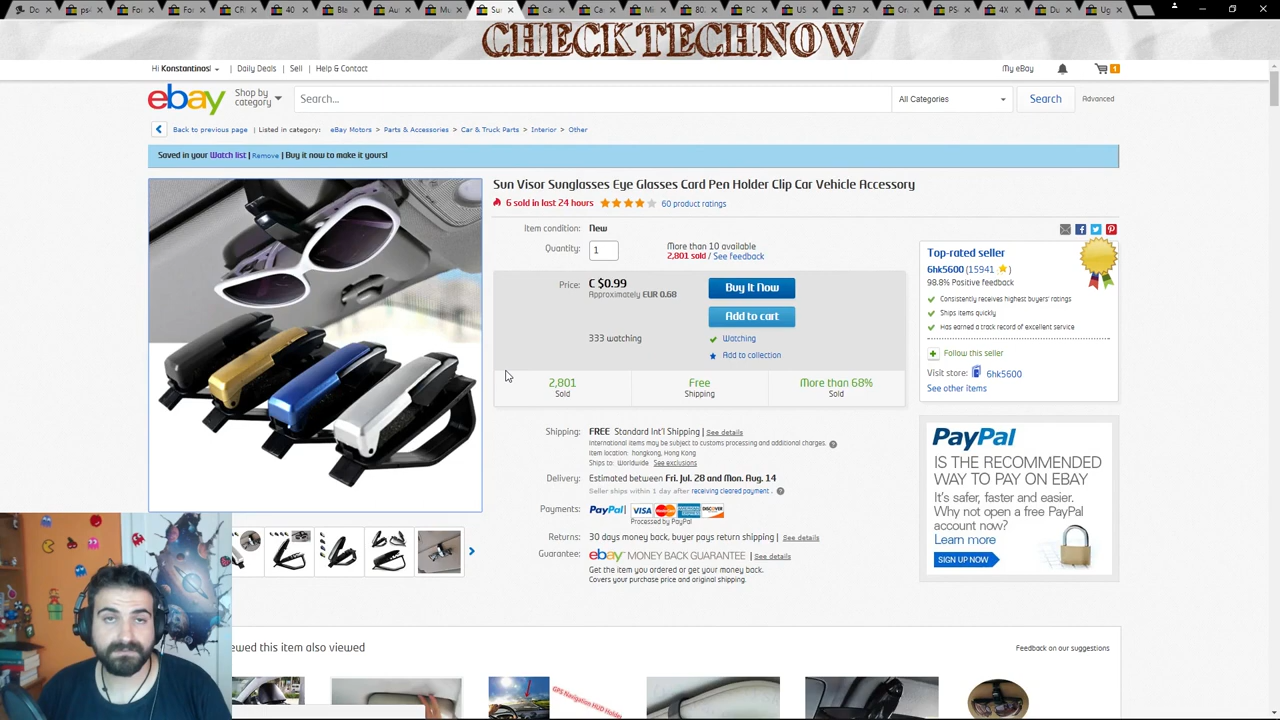 CHECKTECHNOW
Hi Konstantinos! | Daily Deals | Sell | Help & Contact
My eBay
1
ebay
Shop by category
Search...
All Categories
Search
Advanced
Back to previous page | Listed in category: eBay Motors > Parts & Accessories > Car & Truck Parts > Interior > Other
Saved in your Watch list | Remove | Buy it now to make it yours!
Sun Visor Sunglasses Eye Glasses Card Pen Holder Clip Car Vehicle Accessory
6 sold in last 24 hours
60 product ratings
Item condition: New
Quantity: 1
More than 10 available
2,801 sold / See feedback
Price: C $0.99
Approximately EUR 0.68
Buy It Now
Add to cart
333 watching
Watching
Add to collection
2,801
Sold
Free
Shipping
More than 68%
Sold
Top-rated seller
6hk5600 (15941 )
98.8% Positive feedback
Consistently receives highest buyers' ratings
Ships items quickly
Has earned a track record of excellent service
Follow this seller
Visit store: 6hk5600
See other items
Shipping: FREE Standard Int'l Shipping | See details
International items may be subject to customs processing and additional charges.
Item location: hongkong, Hong Kong
Ships to: Worldwide See exclusions
Delivery: Estimated between Fri. Jul. 28 and Mon. Aug. 14
Seller ships within 1 day after receiving cleared payment.
Payments: PayPal VISA MasterCard DISCOVER
Processed by PayPal
Returns: 30 days money back, buyer pays return shipping | See details
Guarantee: ebay MONEY BACK GUARANTEE | See details
Get the item you ordered or get your money back.
Covers your purchase price and original shipping.
PayPal
IS THE RECOMMENDED
WAY TO PAY ON EBAY
It's safer, faster and easier.
Why not open a free PayPal
account now?
Learn more
SIGN UP NOW
ewed this item also viewed
Feedback on our suggestions
GPS Navigation HUD Holder